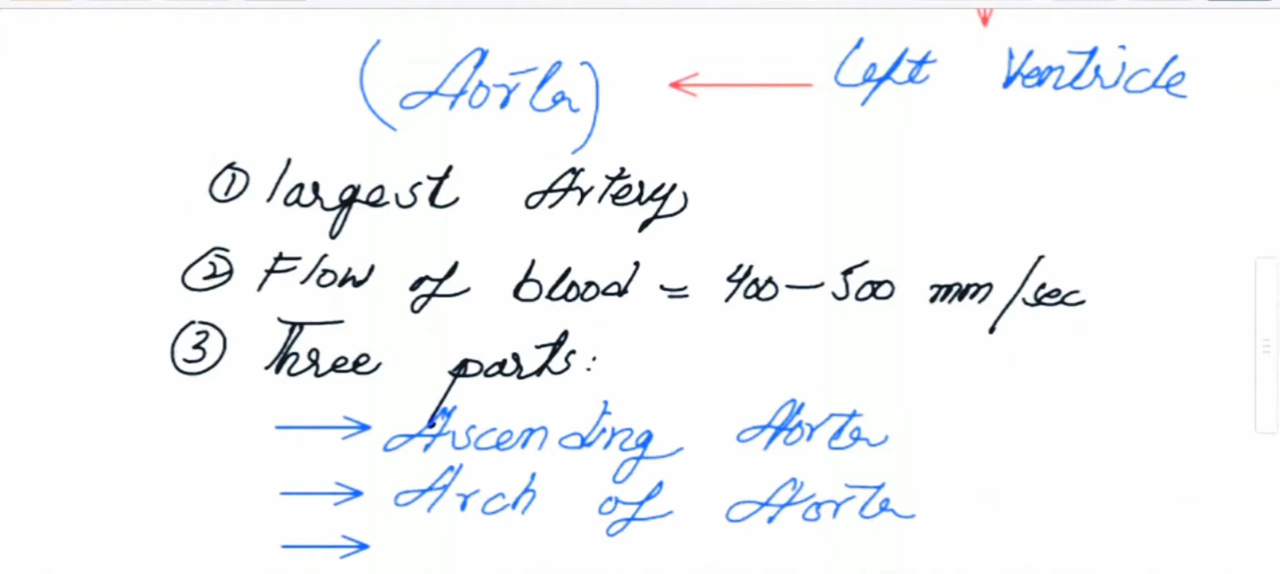 (Aorta) ← Left Ventricle
① largest Artery
② Flow of blood = 400-500 mm/sec
③ Three parts:
→ Ascending Aorta
→ Arch of Aorta
→